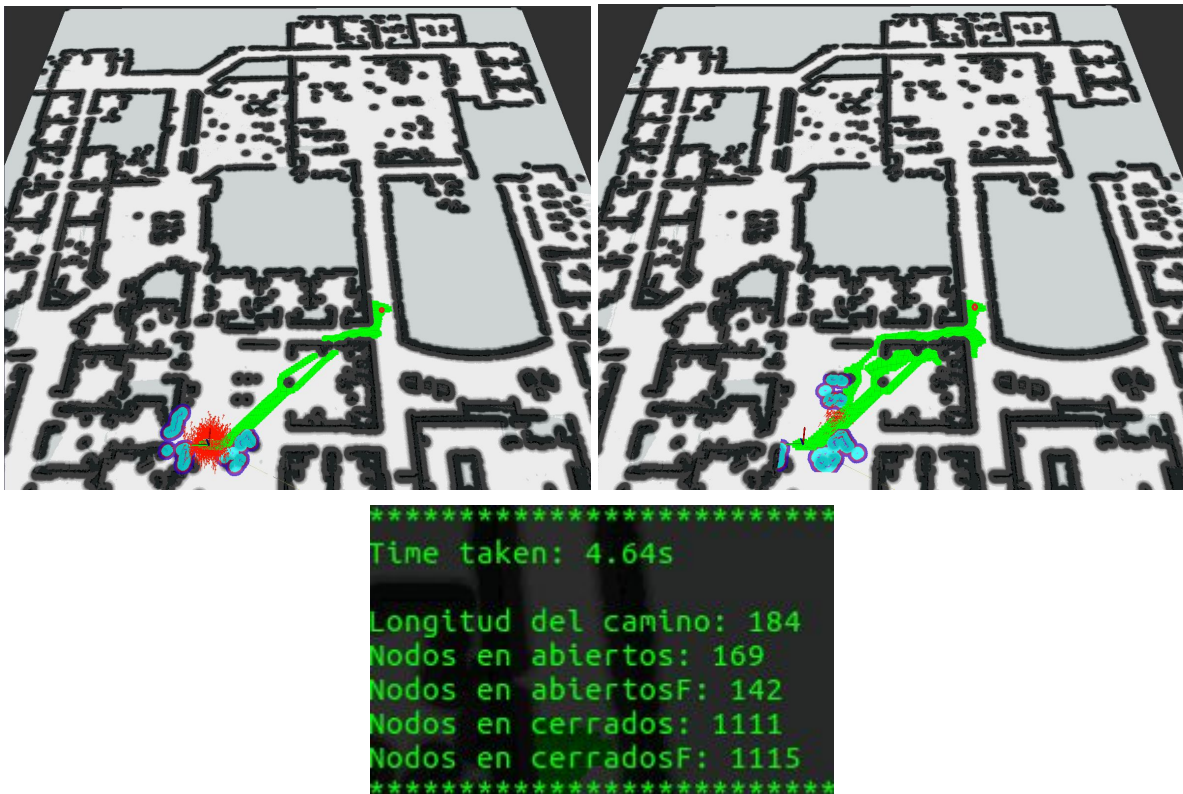 **************************
Time taken: 4.64s
Longitud del camino: 184
Nodos en abiertos: 169
Nodos en abiertosF: 142
Nodos en cerrados: 1111
Nodos en cerradosF: 1115
**************************